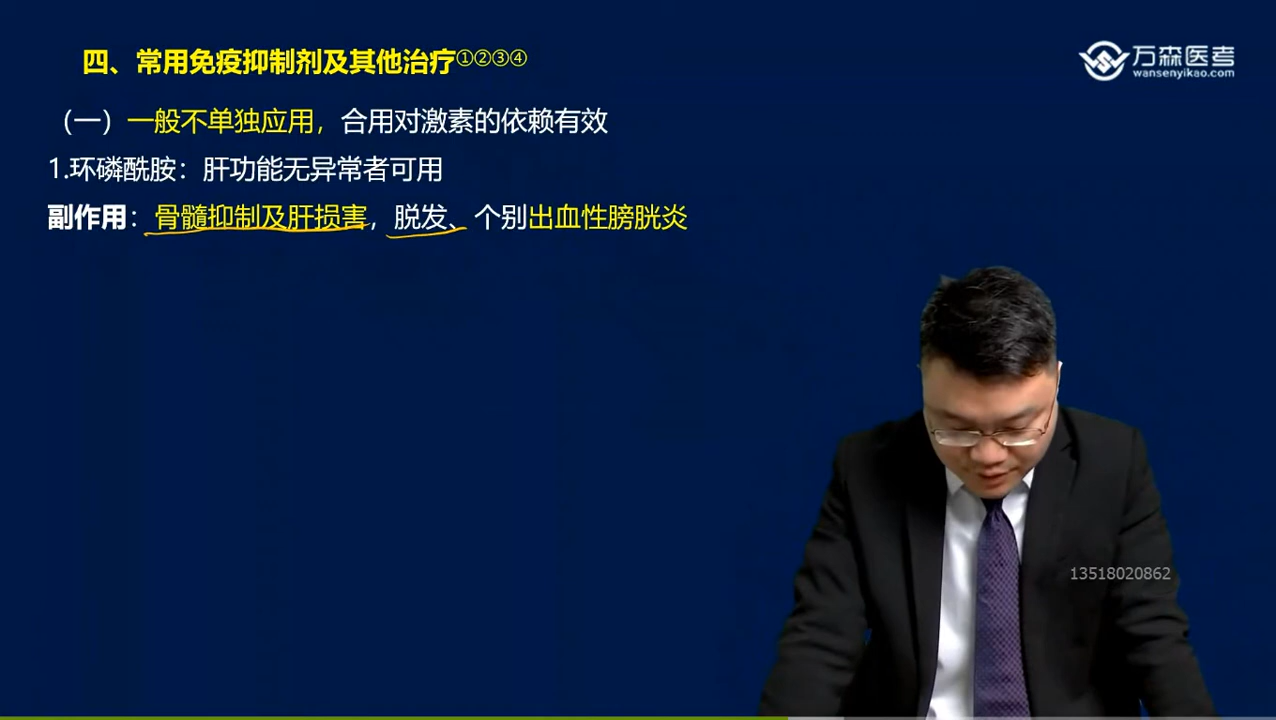 四、常用免疫抑制剂及其他治疗①②③④
万森医考
wansenyikao.com
（一）一般不单独应用，合用对激素的依赖有效
1.环磷酰胺：肝功能无异常者可用
副作用：骨髓抑制及肝损害，脱发、个别出血性膀胱炎
13518020862